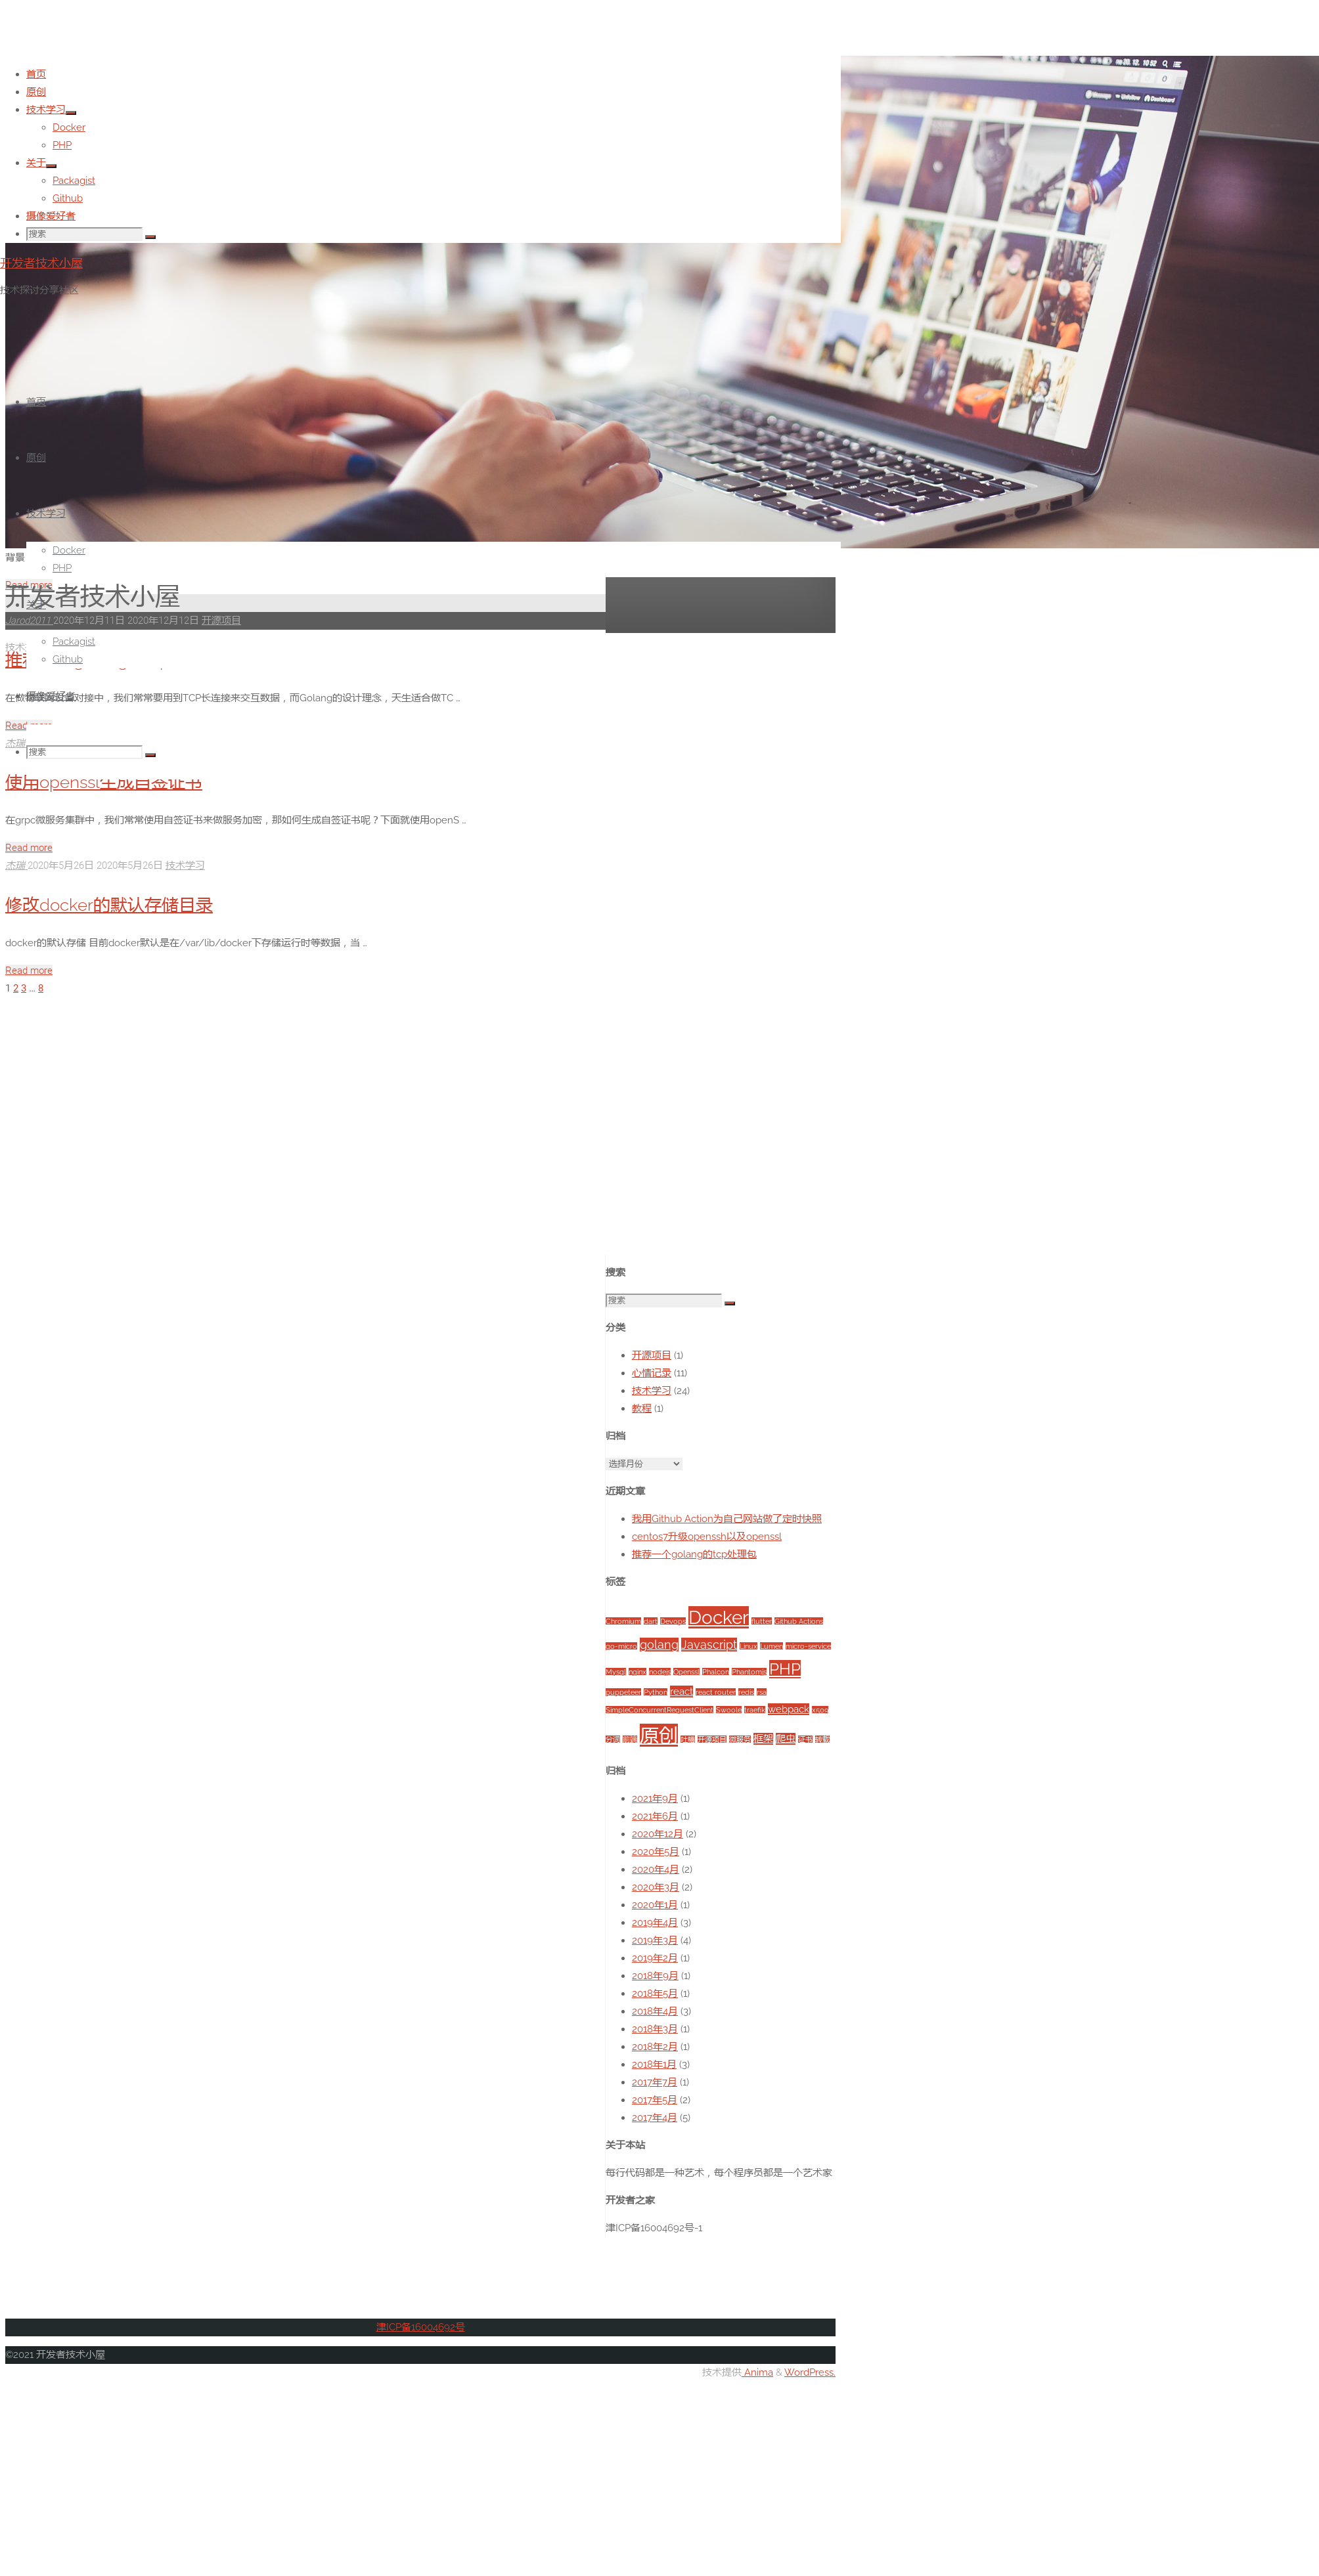 首页
原创
技术学习
Docker
PHP
关于
Packagist
Github
摄像爱好者
搜索
开发者技术小屋
技术探讨分享社区
首页
原创
技术学习
背景
Docker
PHP
Read more
开发者技术小屋
Jarod2011 2020年12月11日 2020年12月12日 开源项目
Packagist
技术
Github
在做物联网设备对接中，我们常常要用到TCP长连接来交互数据，而Golang的设计理念，天生适合做TC …
摄像爱好者
Read
杰瑞
搜索
使用openssl生成自签证书
在grpc微服务集群中，我们常常使用自签证书来做服务加密，那如何生成自签证书呢？下面就使用openS …
Read more
杰瑞 2020年5月26日 2020年5月26日 技术学习
修改docker的默认存储目录
docker的默认存储 目前docker默认是在/var/lib/docker下存储运行时等数据，当 …
Read more
1 2 3 … 8
搜索
搜索
分类
开源项目 (1)
心情记录 (11)
技术学习 (24)
教程 (1)
归档
选择月份
近期文章
我用Github Action为自己网站做了定时快照
centos7升级openssh以及openssl
推荐一个golang的tcp处理包
标签
Chromium dart Devops Docker flutter Github Actions
go-micro golang Javascript Linux Lumen micro-service
Mysql nginx nodejs Openssl Phalcon Phantomjs PHP
puppeteer Python react react router redis rsa
SimpleConcurrentRequestClient Swoole traefik webpack x509
原创 吐槽 开源项目 微服务 框架 爬虫 证书 转载
归档
2021年9月 (1)
2021年6月 (1)
2020年12月 (2)
2020年5月 (1)
2020年4月 (2)
2020年3月 (2)
2020年1月 (1)
2019年4月 (3)
2019年3月 (4)
2019年2月 (1)
2018年9月 (1)
2018年5月 (1)
2018年4月 (3)
2018年3月 (1)
2018年2月 (1)
2018年1月 (3)
2017年7月 (1)
2017年5月 (2)
2017年4月 (5)
关于本站
每行代码都是一种艺术，每个程序员都是一个艺术家
开发者之家
津ICP备16004692号-1
津ICP备16004692号
©2021 开发者技术小屋
技术提供 Anima & WordPress.